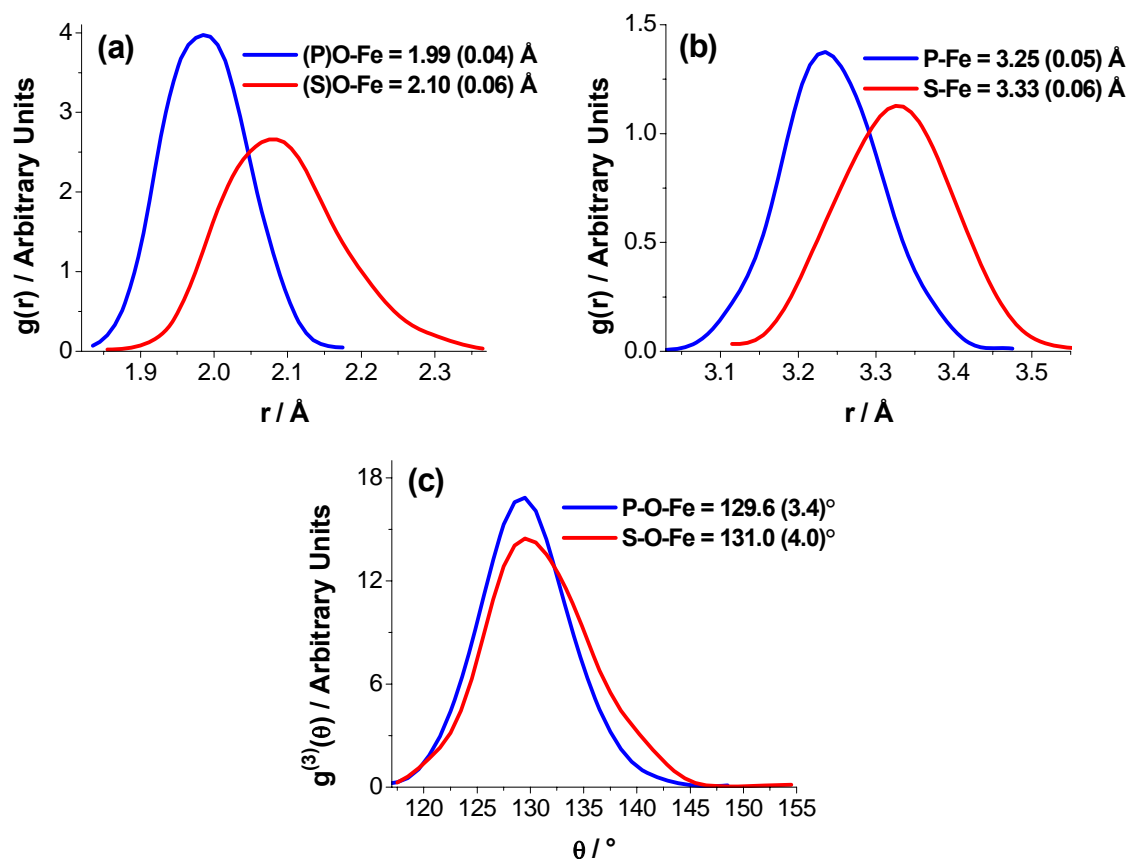 (a)
(P)O-Fe = 1.99 (0.04) Å
(S)O-Fe = 2.10 (0.06) Å
g(r) / Arbitrary Units
4
3
2
1
0
1.9 2.0 2.1 2.2 2.3
r / Å
(b)
P-Fe = 3.25 (0.05) Å
S-Fe = 3.33 (0.06) Å
g(r) / Arbitrary Units
1.5
1.0
0.5
0.0
3.1 3.2 3.3 3.4 3.5
r / Å
(c)
P-O-Fe = 129.6 (3.4)°
S-O-Fe = 131.0 (4.0)°
g⁽³⁾(θ) / Arbitrary Units
18
12
6
0
120 125 130 135 140 145 150 155
θ / °